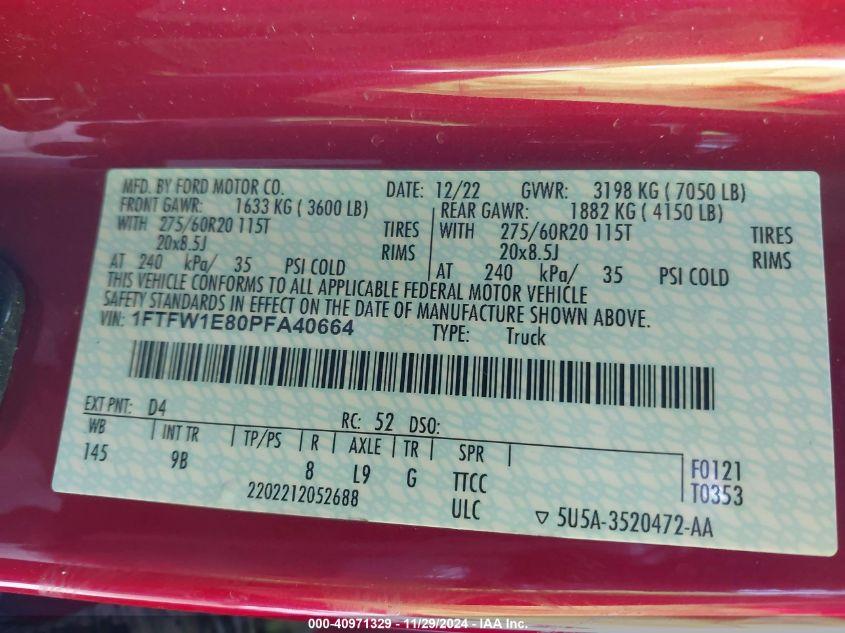 MFD. BY FORD MOTOR CO. DATE: 12/22 GVWR: 3198 KG ( 7050 LB)
FRONT GAWR: 1633 KG ( 3600 LB) REAR GAWR: 1882 KG ( 4150 LB)
WITH 275/60R20 115T TIRES WITH 275/60R20 115T TIRES
20x8.5J RIMS 20x8.5J RIMS
AT 240 kPa/ 35 PSI COLD AT 240 kPa/ 35 PSI COLD
THIS VEHICLE CONFORMS TO ALL APPLICABLE FEDERAL MOTOR VEHICLE
SAFETY STANDARDS IN EFFECT ON THE DATE OF MANUFACTURE SHOWN ABOVE.
VIN: 1FTFW1E80PFA40664 TYPE: Truck
EXT PNT: D4 RC: 52 DSO:
WB INT TR TP/PS R AXLE TR SPR
145 9B 8 L9 G TTCC F0121
2202212052688 ULC T0353
▽ 5U5A-3520472-AA
000-40971329 - 11/29/2024 - IAA Inc.